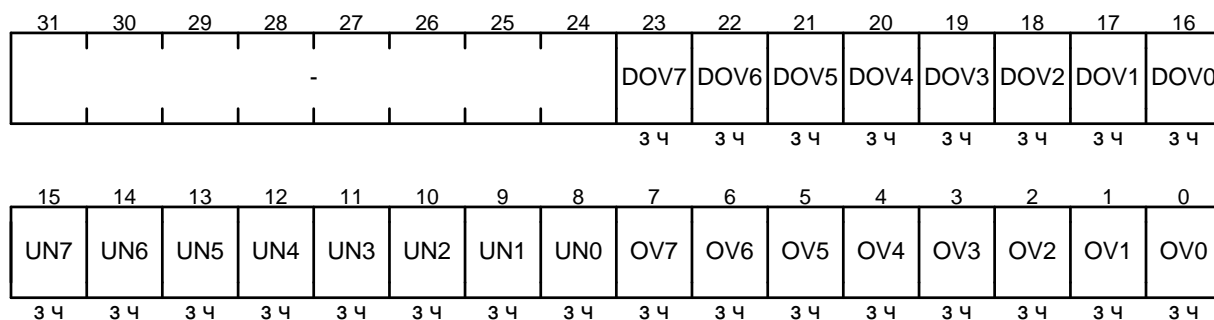 31 30 29 28 27 26 25 24 23 22 21 20 19 18 17 16
- DOV7 DOV6 DOV5 DOV4 DOV3 DOV2 DOV1 DOV0
з ч з ч з ч з ч з ч з ч з ч з ч
15 14 13 12 11 10 9 8 7 6 5 4 3 2 1 0
UN7 UN6 UN5 UN4 UN3 UN2 UN1 UN0 OV7 OV6 OV5 OV4 OV3 OV2 OV1 OV0
з ч з ч з ч з ч з ч з ч з ч з ч з ч з ч з ч з ч з ч з ч з ч з ч